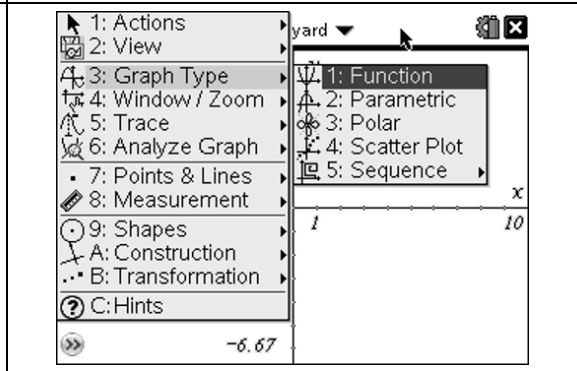 yard
1: Actions
2: View
3: Graph Type
4: Window / Zoom
5: Trace
6: Analyze Graph
7: Points & Lines
8: Measurement
9: Shapes
A: Construction
B: Transformation
C: Hints
1: Function
2: Parametric
3: Polar
4: Scatter Plot
5: Sequence
x
1
10
-6.67